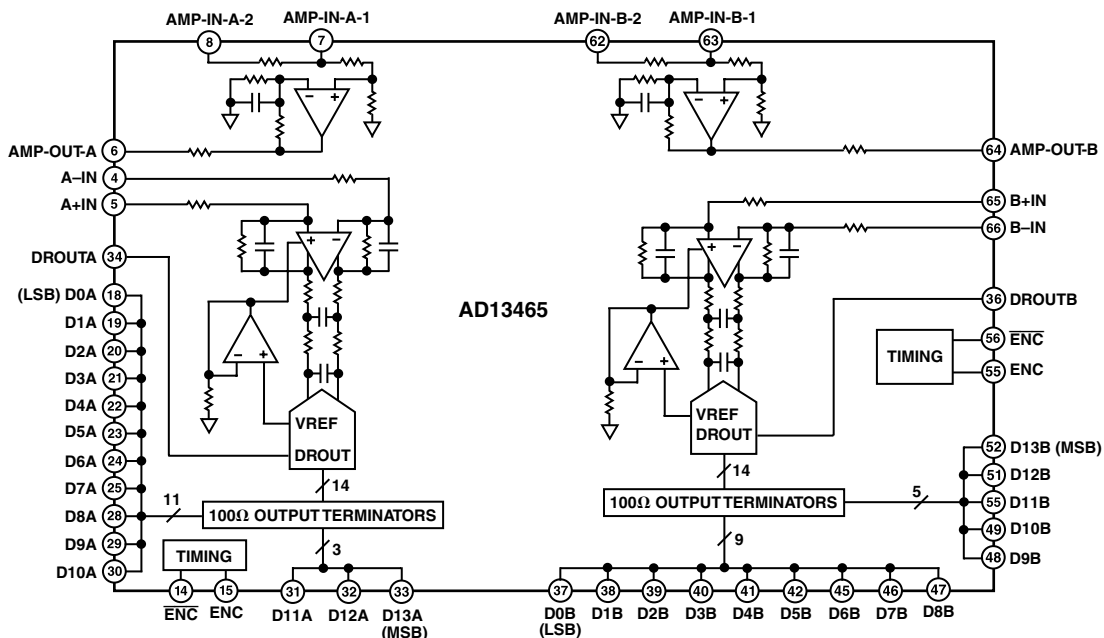 AMP-IN-A-2
AMP-IN-A-1
AMP-IN-B-2
AMP-IN-B-1
8
7
62
63
− +
− +
AMP-OUT-A 6
64 AMP-OUT-B
A−IN 4
A+IN 5
65 B+IN
66 B−IN
+ −
+ −
DROUTA 34
36 DROUTB
(LSB) D0A 18
D1A 19
D2A 20
D3A 21
D4A 22
D5A 23
D6A 24
D7A 25
D8A 28
D9A 29
D10A 30
AD13465
− +
− +
TIMING
56 ENC
55 ENC
VREF
DROUT
VREF
DROUT
14
14
11
100Ω OUTPUT TERMINATORS
100Ω OUTPUT TERMINATORS
5
52 D13B (MSB)
51 D12B
55 D11B
49 D10B
48 D9B
3
9
TIMING
14
15
31
32
33
37
38
39
40
41
42
45
46
47
ENC
ENC
D11A
D12A
D13A
(MSB)
D0B
(LSB)
D1B
D2B
D3B
D4B
D5B
D6B
D7B
D8B